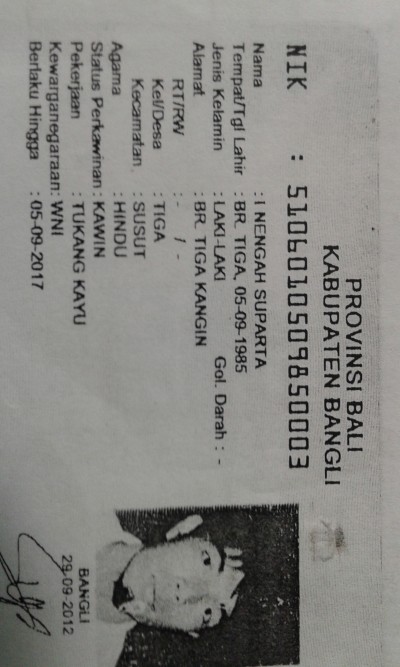 PROVINSI BALI
KABUPATEN BANGLI
NIK : 5106010509850003
Nama : I NENGAH SUPARTA
Tempat/Tgl Lahir : BR. TIGA, 05-09-1985
Jenis Kelamin : LAKI-LAKI Gol. Darah : -
Alamat : BR. TIGA KANGIN
RT/RW : - / -
Kel/Desa : TIGA
Kecamatan : SUSUT
Agama : HINDU
Status Perkawinan : KAWIN
Pekerjaan : TUKANG KAYU
Kewarganegaraan: WNI
Berlaku Hingga : 05-09-2017
BANGLI
29-09-2012